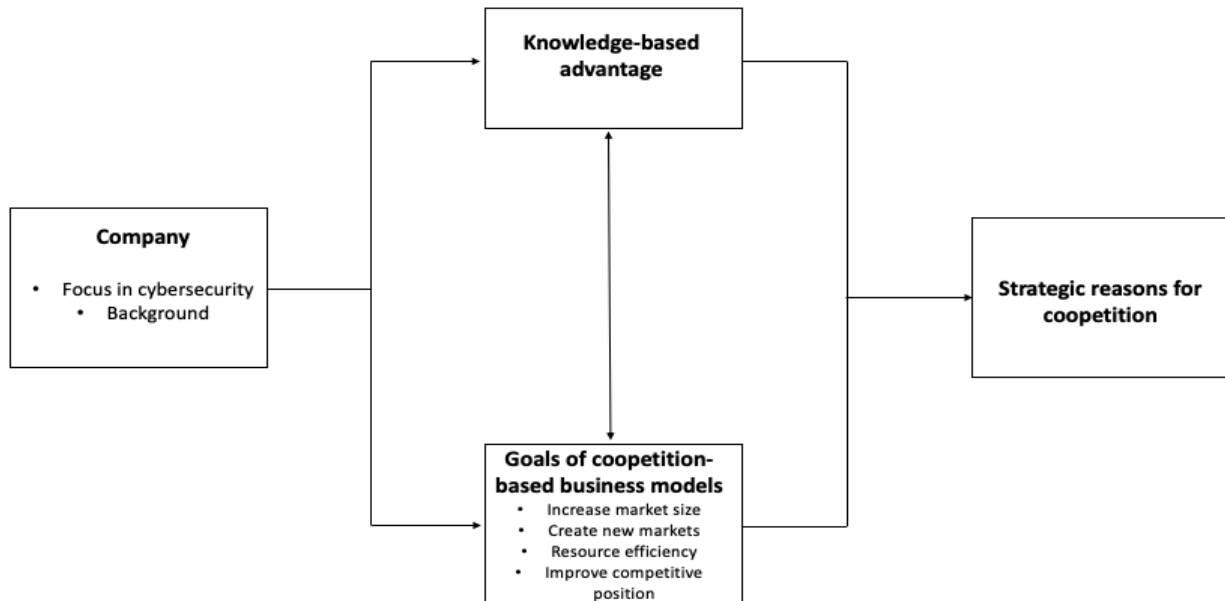 Knowledge-based
advantage
Company
• Focus in cybersecurity
• Background
Strategic reasons for
coopetition
Goals of coopetition-
based business models
• Increase market size
• Create new markets
• Resource efficiency
• Improve competitive
position